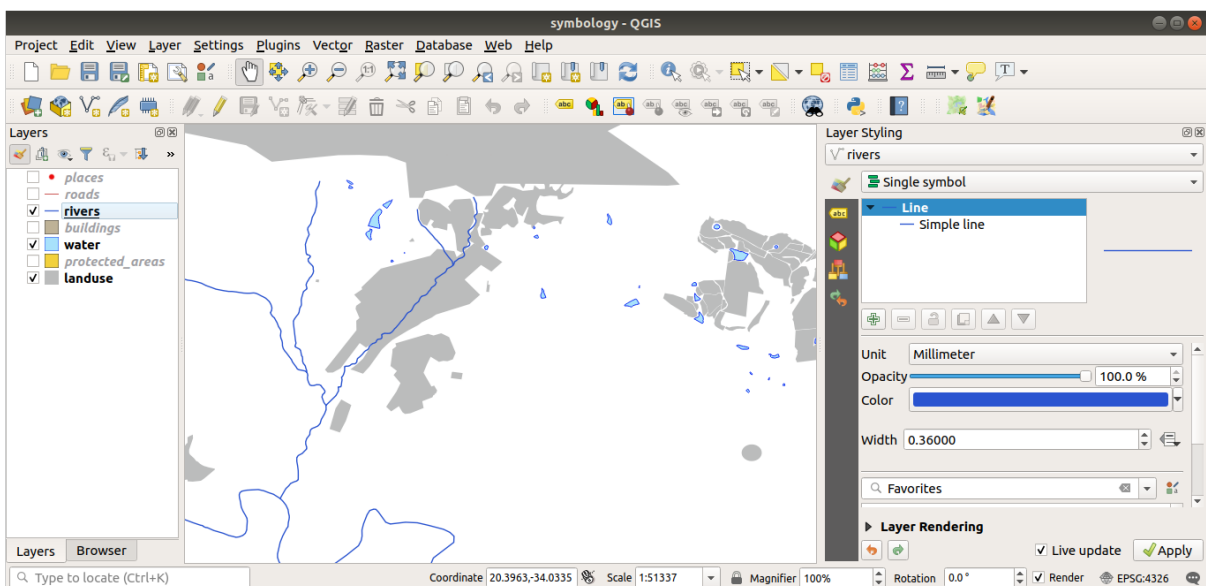 symbology - QGIS
Project Edit View Layer Settings Plugins Vector Raster Database Web Help
Layers
places
roads
rivers
buildings
water
protected_areas
landuse
Layers Browser
Layer Styling
rivers
Single symbol
Line
Simple line
Unit Millimeter
Opacity 100.0 %
Color
Width 0.36000
Favorites
Layer Rendering
Live update Apply
Type to locate (Ctrl+K) Coordinate 20.3963,-34.0335 Scale 1:51337 Magnifier 100% Rotation 0.0 ° Render EPSG:4326